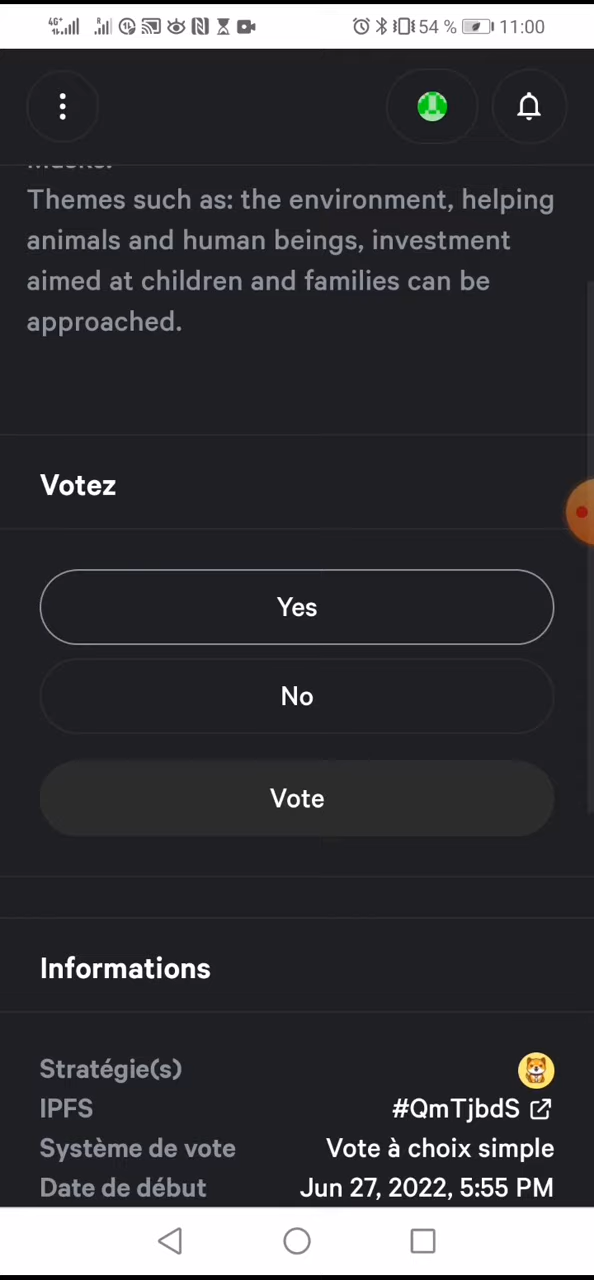 4G+ 54 % 11:00
Themes such as: the environment, helping
animals and human beings, investment
aimed at children and families can be
approached.
Votez
Yes
No
Vote
Informations
Stratégie(s)
IPFS #QmTjbdS
Système de vote Vote à choix simple
Date de début Jun 27, 2022, 5:55 PM